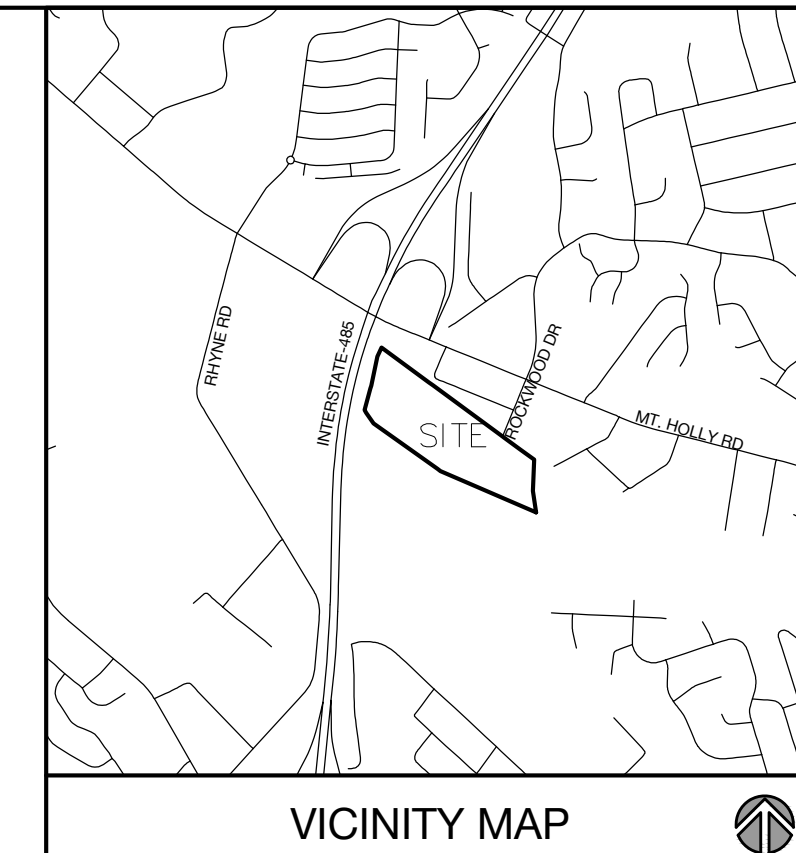 RHYNE RD
INTERSTATE-485
ROCKWOOD DR
MT. HOLLY RD
SITE
VICINITY MAP